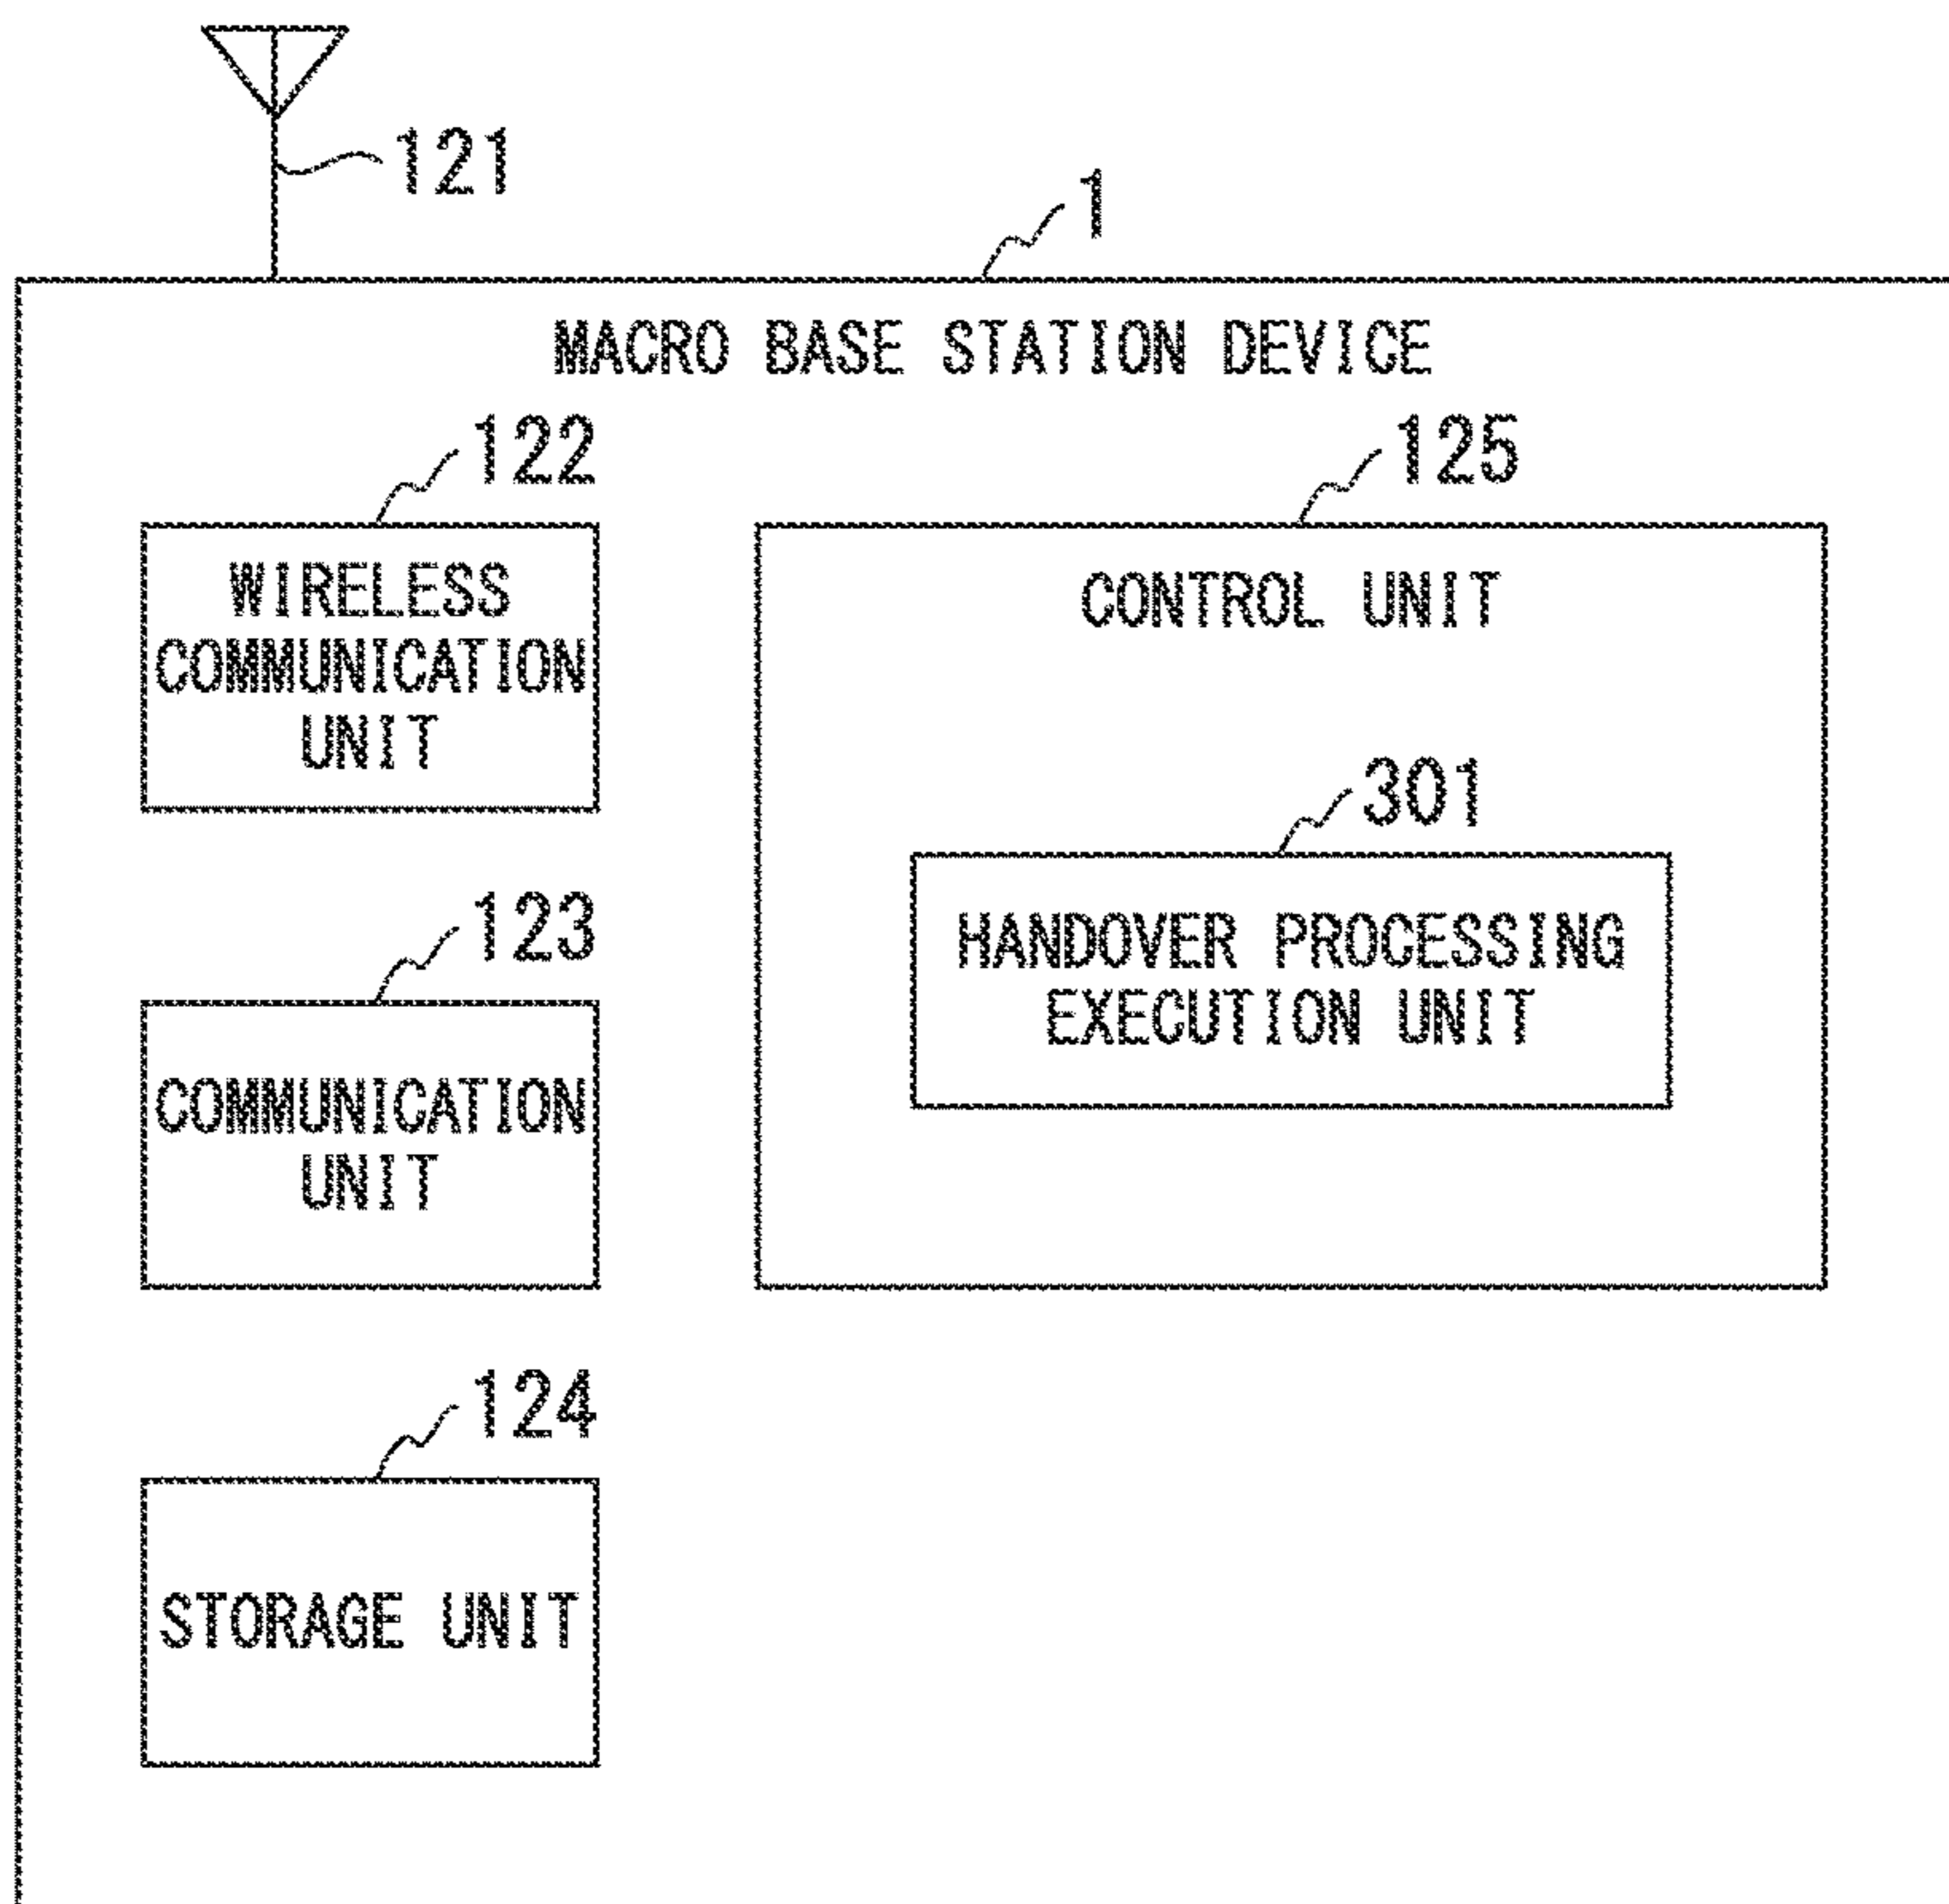 121
1
MACRO BASE STATION DEVICE
122
WIRELESS
COMMUNICATION
UNIT
123
COMMUNICATION
UNIT
124
STORAGE UNIT
125
CONTROL UNIT
301
HANDOVER PROCESSING
EXECUTION UNIT